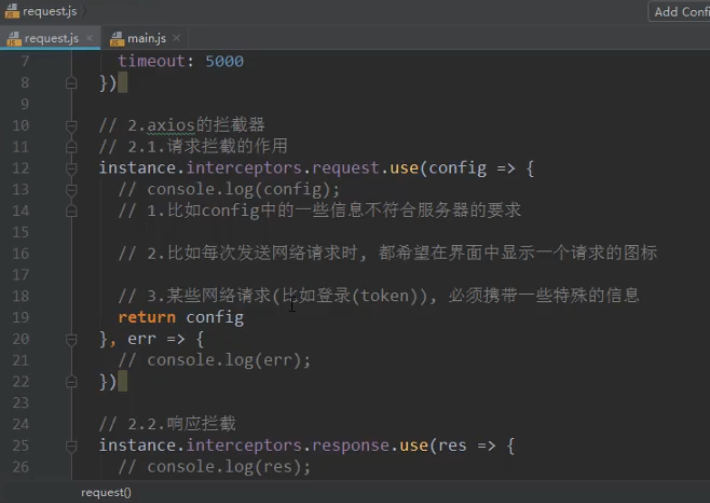 request.js
Add Confi
request.js
main.js
7 timeout: 5000
8 })
9
10 // 2.axios的拦截器
11 // 2.1.请求拦截的作用
12 instance.interceptors.request.use(config => {
13 // console.log(config);
14 // 1.比如config中的一些信息不符合服务器的要求
15
16 // 2.比如每次发送网络请求时, 都希望在界面中显示一个请求的图标
17
18 // 3.某些网络请求(比如登录(token)), 必须携带一些特殊的信息
19 return config
20 }, err => {
21 // console.log(err);
22 })
23
24 // 2.2.响应拦截
25 instance.interceptors.response.use(res => {
26 // console.log(res);
request()